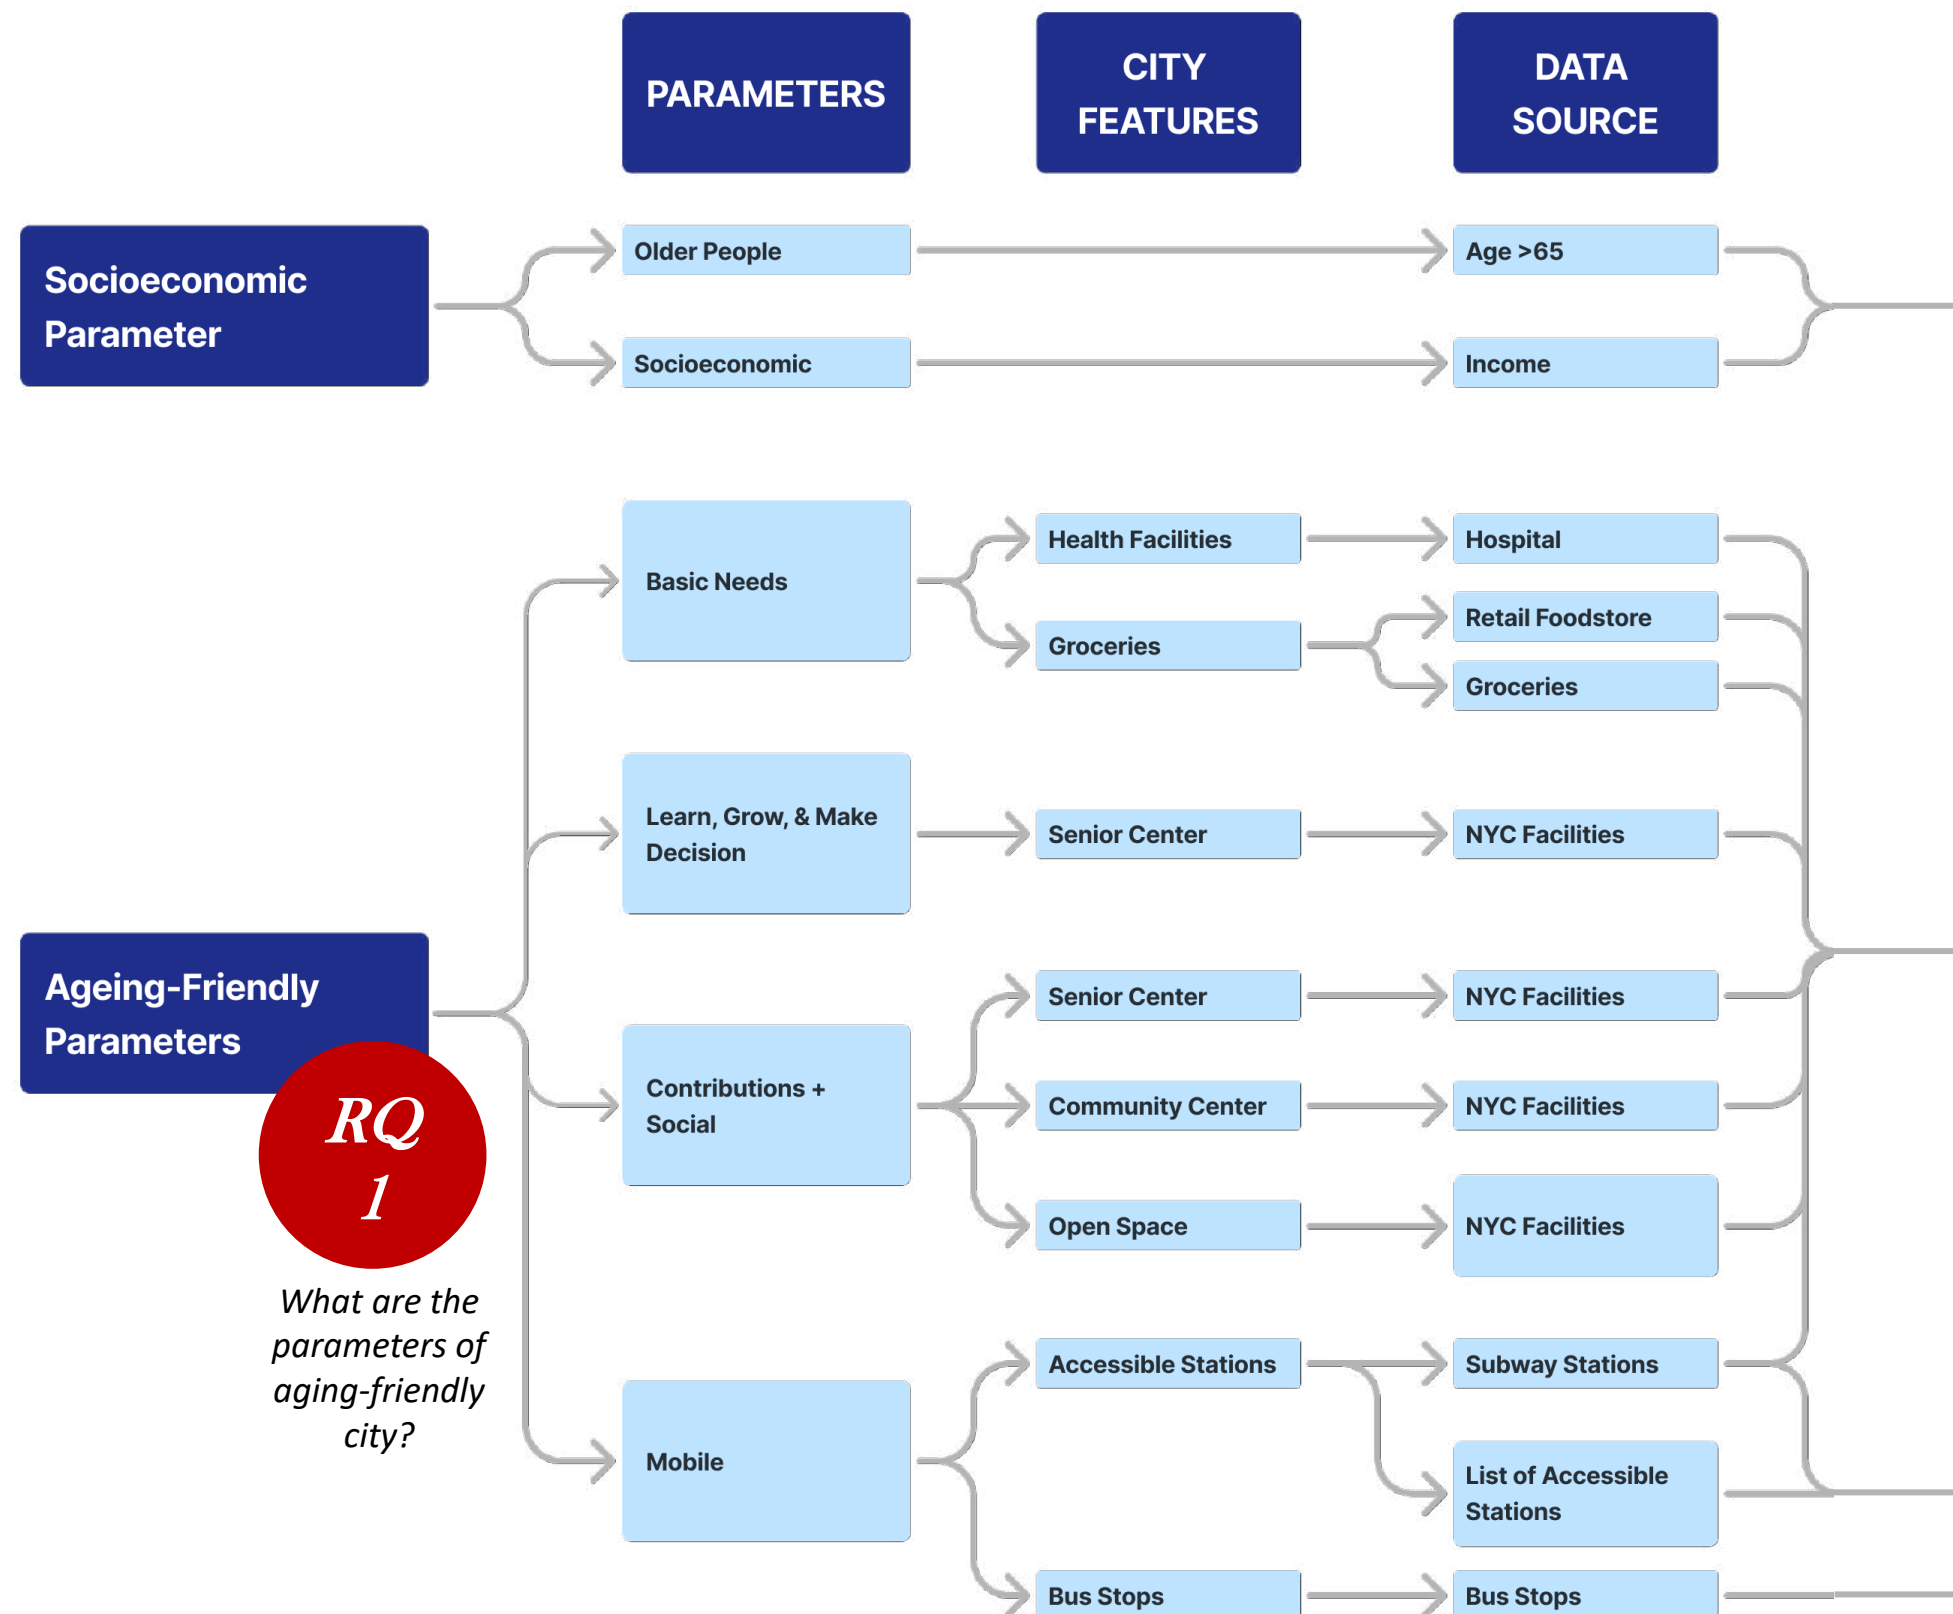 PARAMETERS
CITY
FEATURES
DATA
SOURCE
Socioeconomic
Parameter
Older People
Age >65
Socioeconomic
Income
Basic Needs
Health Facilities
Hospital
Groceries
Retail Foodstore
Groceries
Learn, Grow, & Make
Decision
Senior Center
NYC Facilities
Ageing-Friendly
Parameters
RQ
1
What are the
parameters of
aging-friendly
city?
Contributions +
Social
Senior Center
NYC Facilities
Community Center
NYC Facilities
Open Space
NYC Facilities
Mobile
Accessible Stations
Subway Stations
List of Accessible
Stations
Bus Stops
Bus Stops